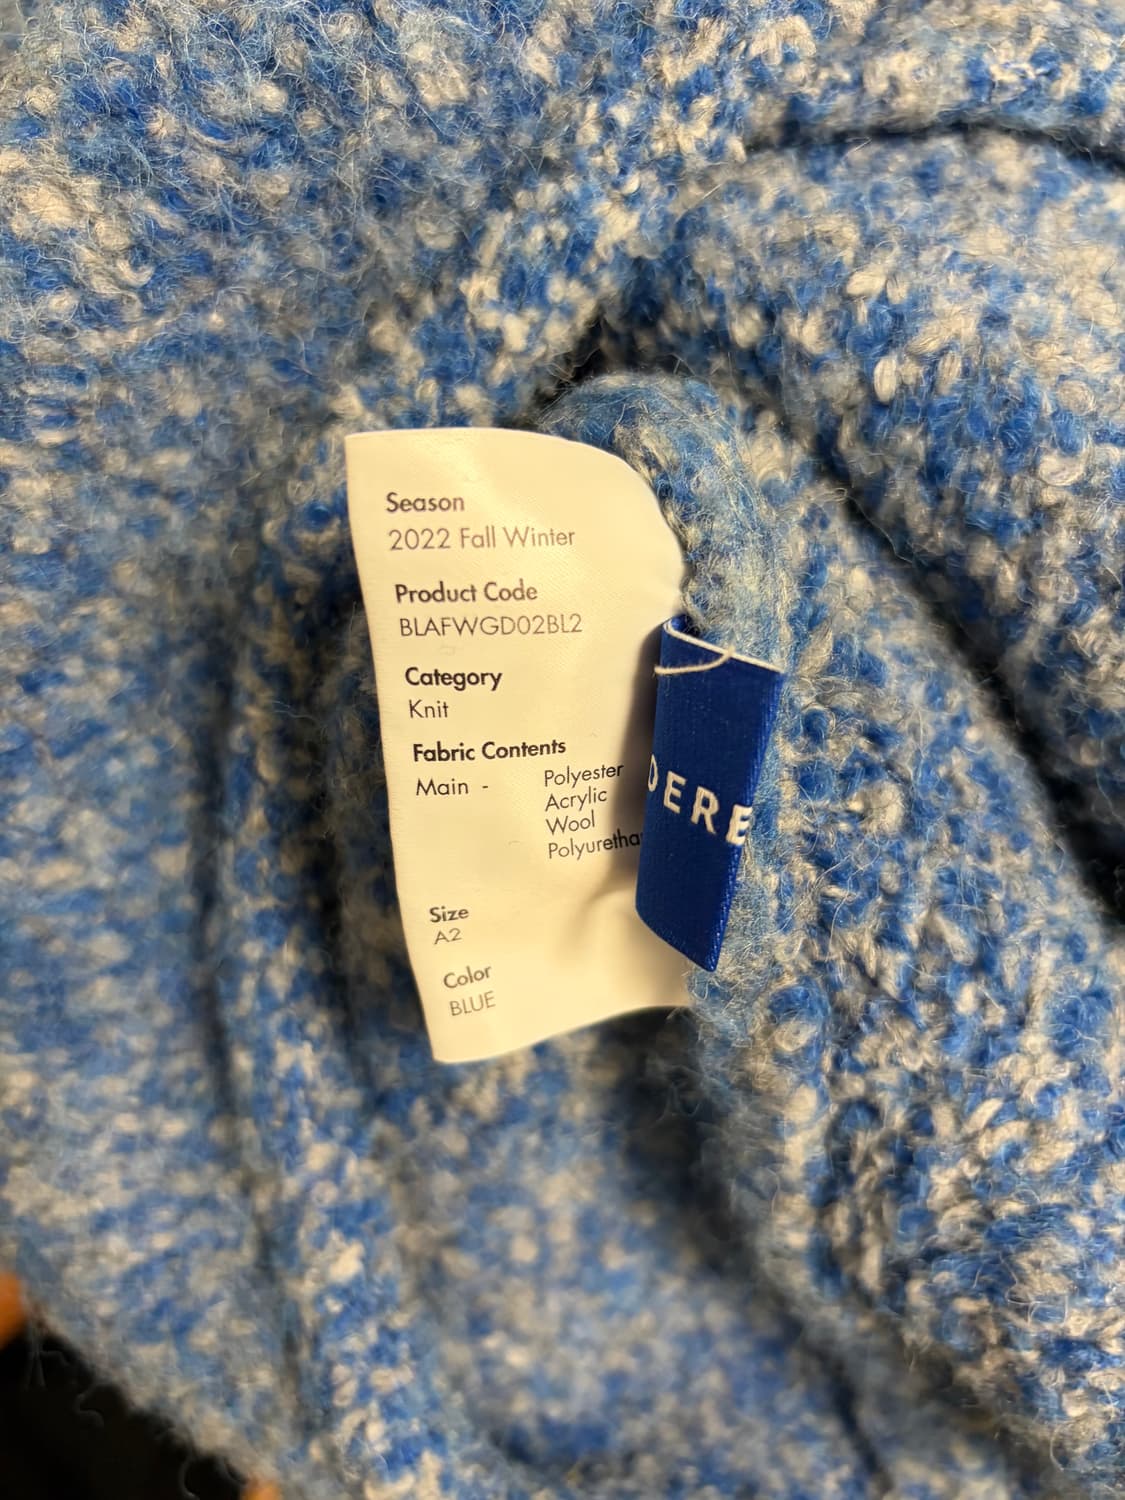 Season
2022 Fall Winter
Product Code
BLAFWGD02BL2
Category
Knit
Fabric Contents
Main - Polyester
Acrylic
Wool
Polyuretha
Size
A2
Color
BLUE
DERE